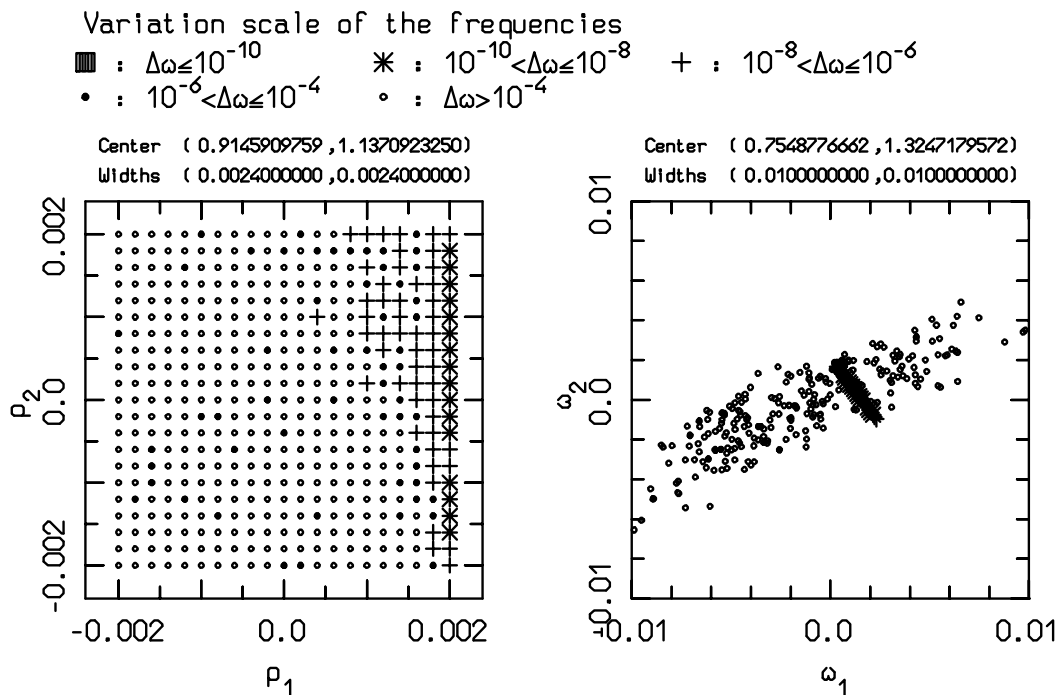 Variation scale of the frequencies
▥ : Δω≤10⁻¹⁰ ✳ : 10⁻¹⁰<Δω≤10⁻⁸ + : 10⁻⁸<Δω≤10⁻⁶
• : 10⁻⁶<Δω≤10⁻⁴ ∘ : Δω>10⁻⁴
Center ( 0.9145909759 ,1.1370923250)
Widths ( 0.0024000000 ,0.0024000000)
0.002
0.0
-0.002
ρ₂
-0.002 0.0 0.002
ρ₁
Center ( 0.7548776662 ,1.3247179572)
Widths ( 0.0100000000 ,0.0100000000)
0.01
0.0
-0.01
ω₂
-0.01 0.0 0.01
ω₁